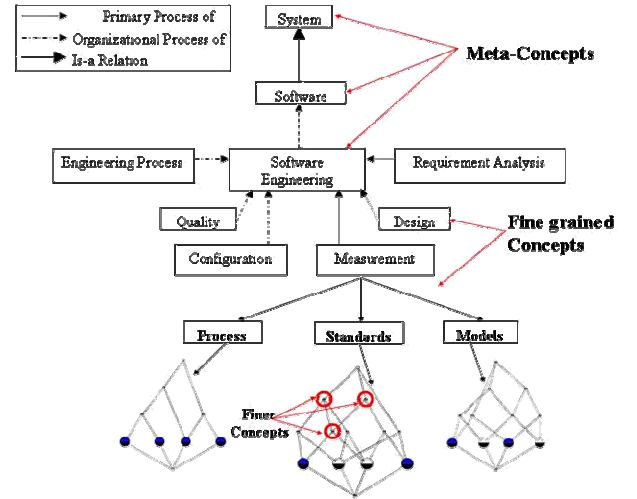 Primary Process of
Organizational Process of
Is-a Relation
System
Meta-Concepts
Software
Engineering Process
Software
Engineering
Requirement Analysis
Quality
Design
Fine grained
Concepts
Configuration
Measurement
Process
Standards
Models
Finer
Concepts